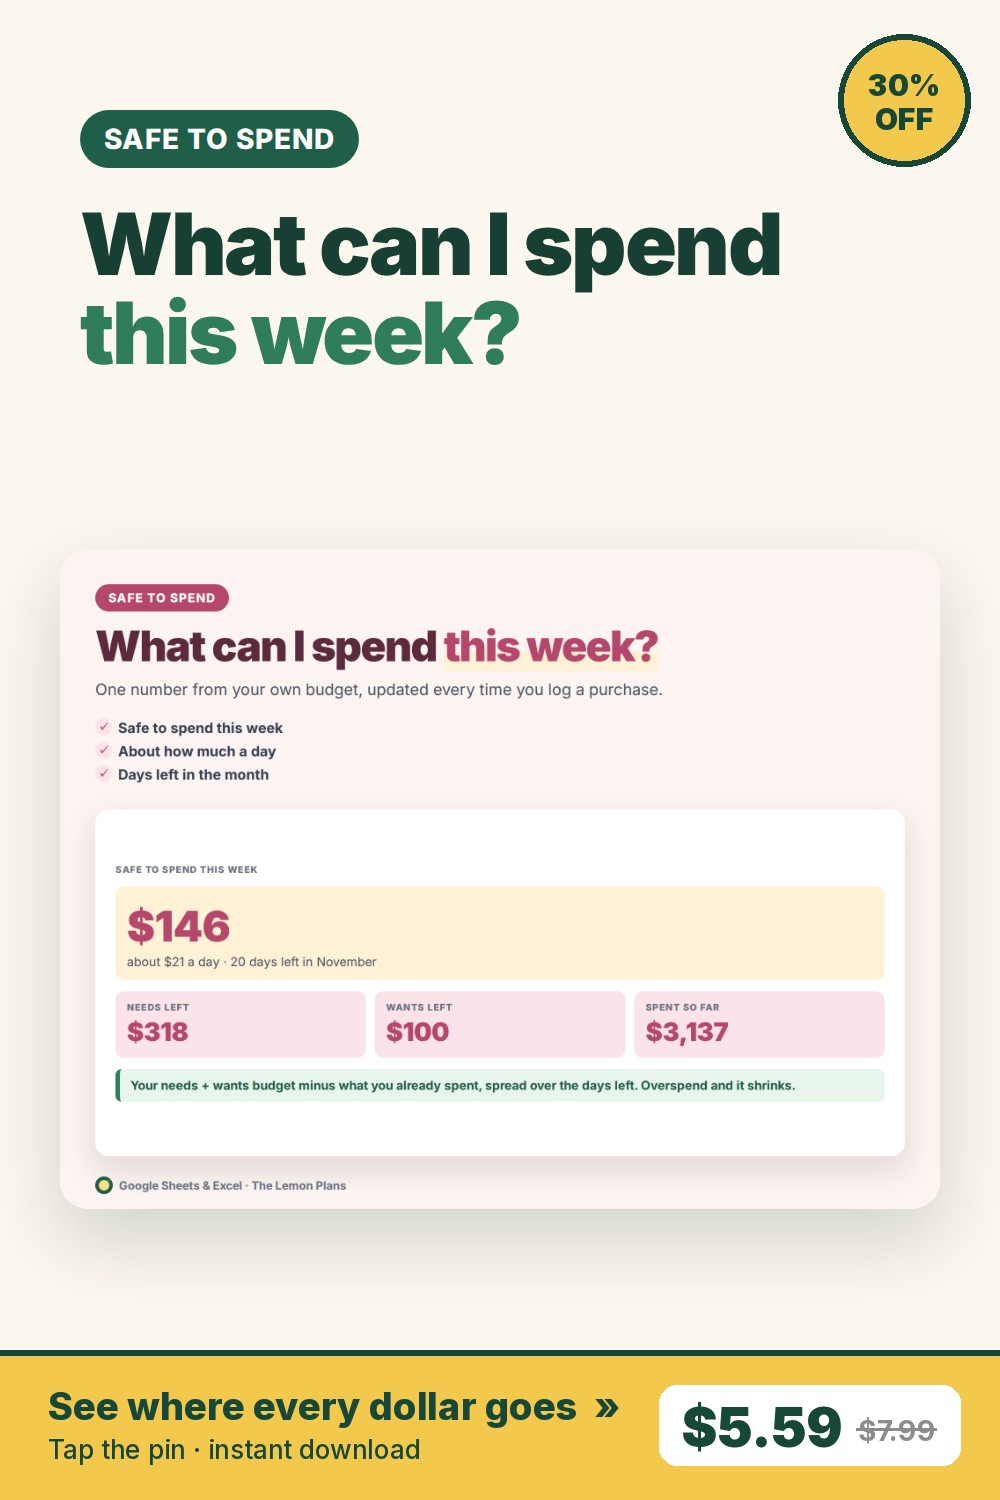 30%
OFF
SAFE TO SPEND
What can I spend
this week?
SAFE TO SPEND
What can I spend this week?
One number from your own budget, updated every time you log a purchase.
✓ Safe to spend this week
✓ About how much a day
✓ Days left in the month
SAFE TO SPEND THIS WEEK
$146
about $21 a day · 20 days left in November
NEEDS LEFT
$318
WANTS LEFT
$100
SPENT SO FAR
$3,137
Your needs + wants budget minus what you already spent, spread over the days left. Overspend and it shrinks.
Google Sheets & Excel · The Lemon Plans
See where every dollar goes »
Tap the pin · instant download
$5.59 $7.99